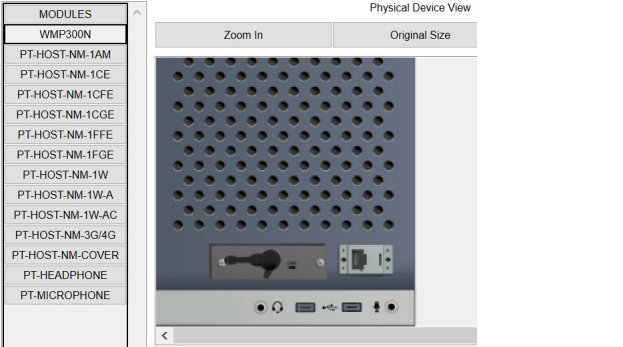 MODULES
WMP300N
PT-HOST-NM-1AM
PT-HOST-NM-1CE
PT-HOST-NM-1CFE
PT-HOST-NM-1CGE
PT-HOST-NM-1FFE
PT-HOST-NM-1FGE
PT-HOST-NM-1W
PT-HOST-NM-1W-A
PT-HOST-NM-1W-AC
PT-HOST-NM-3G/4G
PT-HOST-NM-COVER
PT-HEADPHONE
PT-MICROPHONE
Physical Device View
Zoom In
Original Size